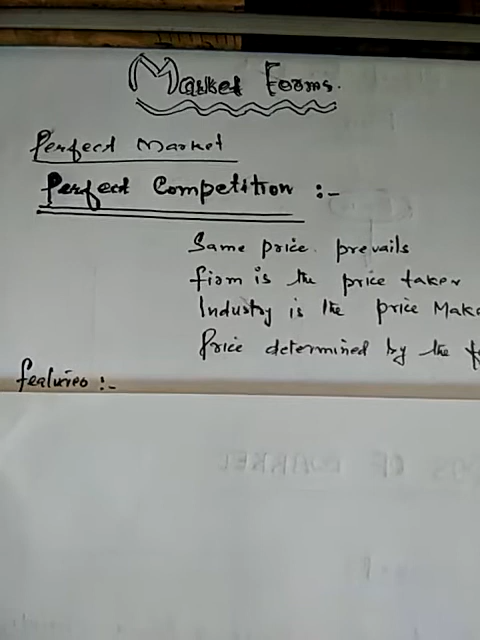 Market Forms.
Perfect Market
Perfect Competition :-
Same price prevails
firm is the price taker
Industry is the price Make
Price determined by the
features :-